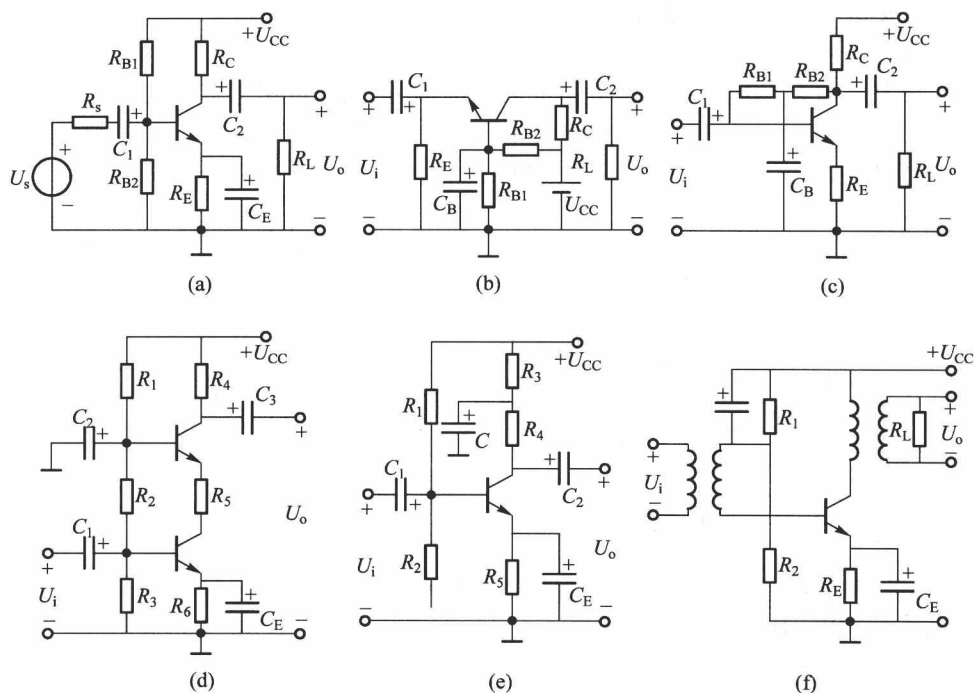 +U_CC
R_B1
R_C
R_s
+
C_1
+
C_2
+
U_s
+
−
R_B2
R_E
+
C_E
R_L
U_o
−
(a)
C_1
+
+
C_2
+
+
U_i
R_E
C_B
+
R_B2
R_B1
R_C
R_L
U_CC
U_o
−
−
(b)
+U_CC
R_C
R_B1
R_B2
+
C_2
C_1
+
+
+
U_i
+
C_B
R_E
R_L
U_o
−
−
(c)
+U_CC
R_1
R_4
+
C_3
+
C_2
+
R_2
R_5
U_o
C_1
+
+
U_i
R_3
R_6
+
C_E
−
−
(d)
+U_CC
R_3
R_1
+
C
R_4
C_1
+
+
+
C_2
+
R_2
U_i
R_5
+
C_E
U_o
−
−
(e)
+U_CC
+
R_1
+
R_L
U_o
−
+
U_i
−
R_2
R_E
+
C_E
(f)